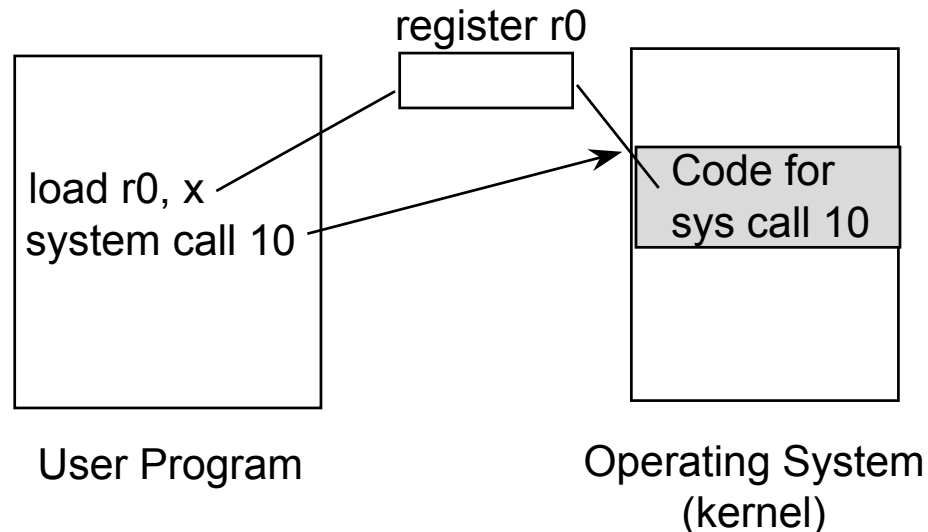 register r0
load r0, x
system call 10
Code for
sys call 10
User Program
Operating System
(kernel)